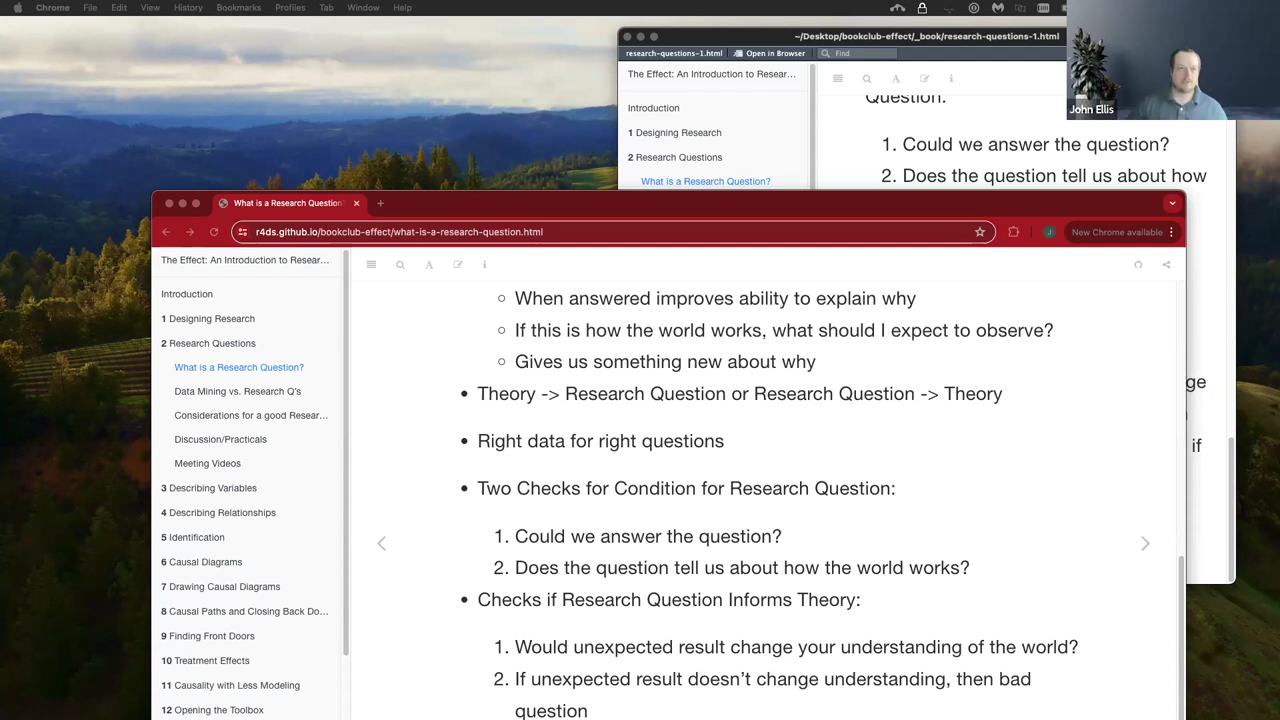 Chrome File Edit View History Bookmarks Profiles Tab Window Help
~/Desktop/bookclub-effect/_book/research-questions-1.html
research-questions-1.html Open in Browser Find
The Effect: An Introduction to Resear...
Introduction
1 Designing Research
2 Research Questions
What is a Research Question?
Question:
1. Could we answer the question?
2. Does the question tell us about how
ge
if
John Ellis
What is a Research Question
r4ds.github.io/bookclub-effect/what-is-a-research-question.html
J
New Chrome available
The Effect: An Introduction to Resear...
Introduction
1 Designing Research
2 Research Questions
What is a Research Question?
Data Mining vs. Research Q's
Considerations for a good Resear...
Discussion/Practicals
Meeting Videos
3 Describing Variables
4 Describing Relationships
5 Identification
6 Causal Diagrams
7 Drawing Causal Diagrams
8 Causal Paths and Closing Back Do...
9 Finding Front Doors
10 Treatment Effects
11 Causality with Less Modeling
12 Opening the Toolbox
When answered improves ability to explain why
If this is how the world works, what should I expect to observe?
Gives us something new about why
Theory -> Research Question or Research Question -> Theory
Right data for right questions
Two Checks for Condition for Research Question:
1. Could we answer the question?
2. Does the question tell us about how the world works?
Checks if Research Question Informs Theory:
1. Would unexpected result change your understanding of the world?
2. If unexpected result doesn't change understanding, then bad
question